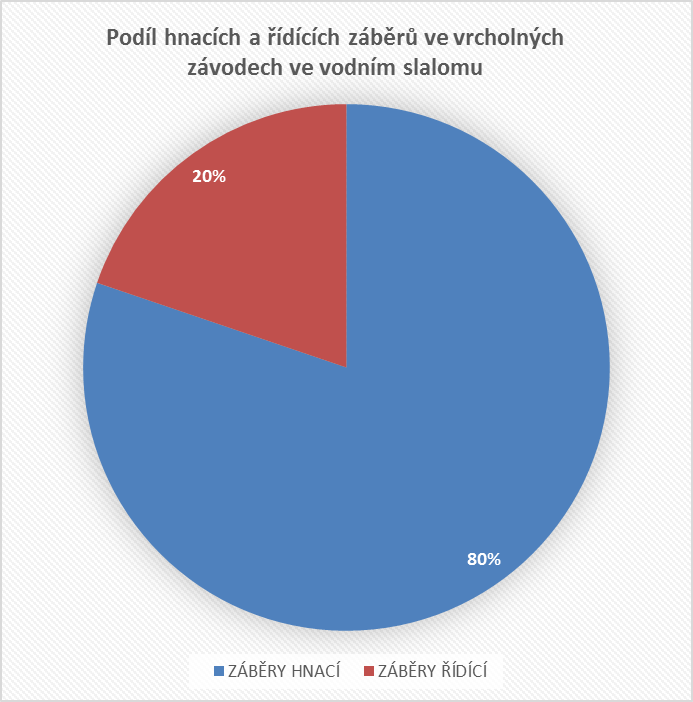 Podíl hnacích a řídících záběrů ve vrcholných
závodech ve vodním slalomu
20%
80%
ZÁBĚRY HNACÍ ZÁBĚRY ŘÍDÍCÍ